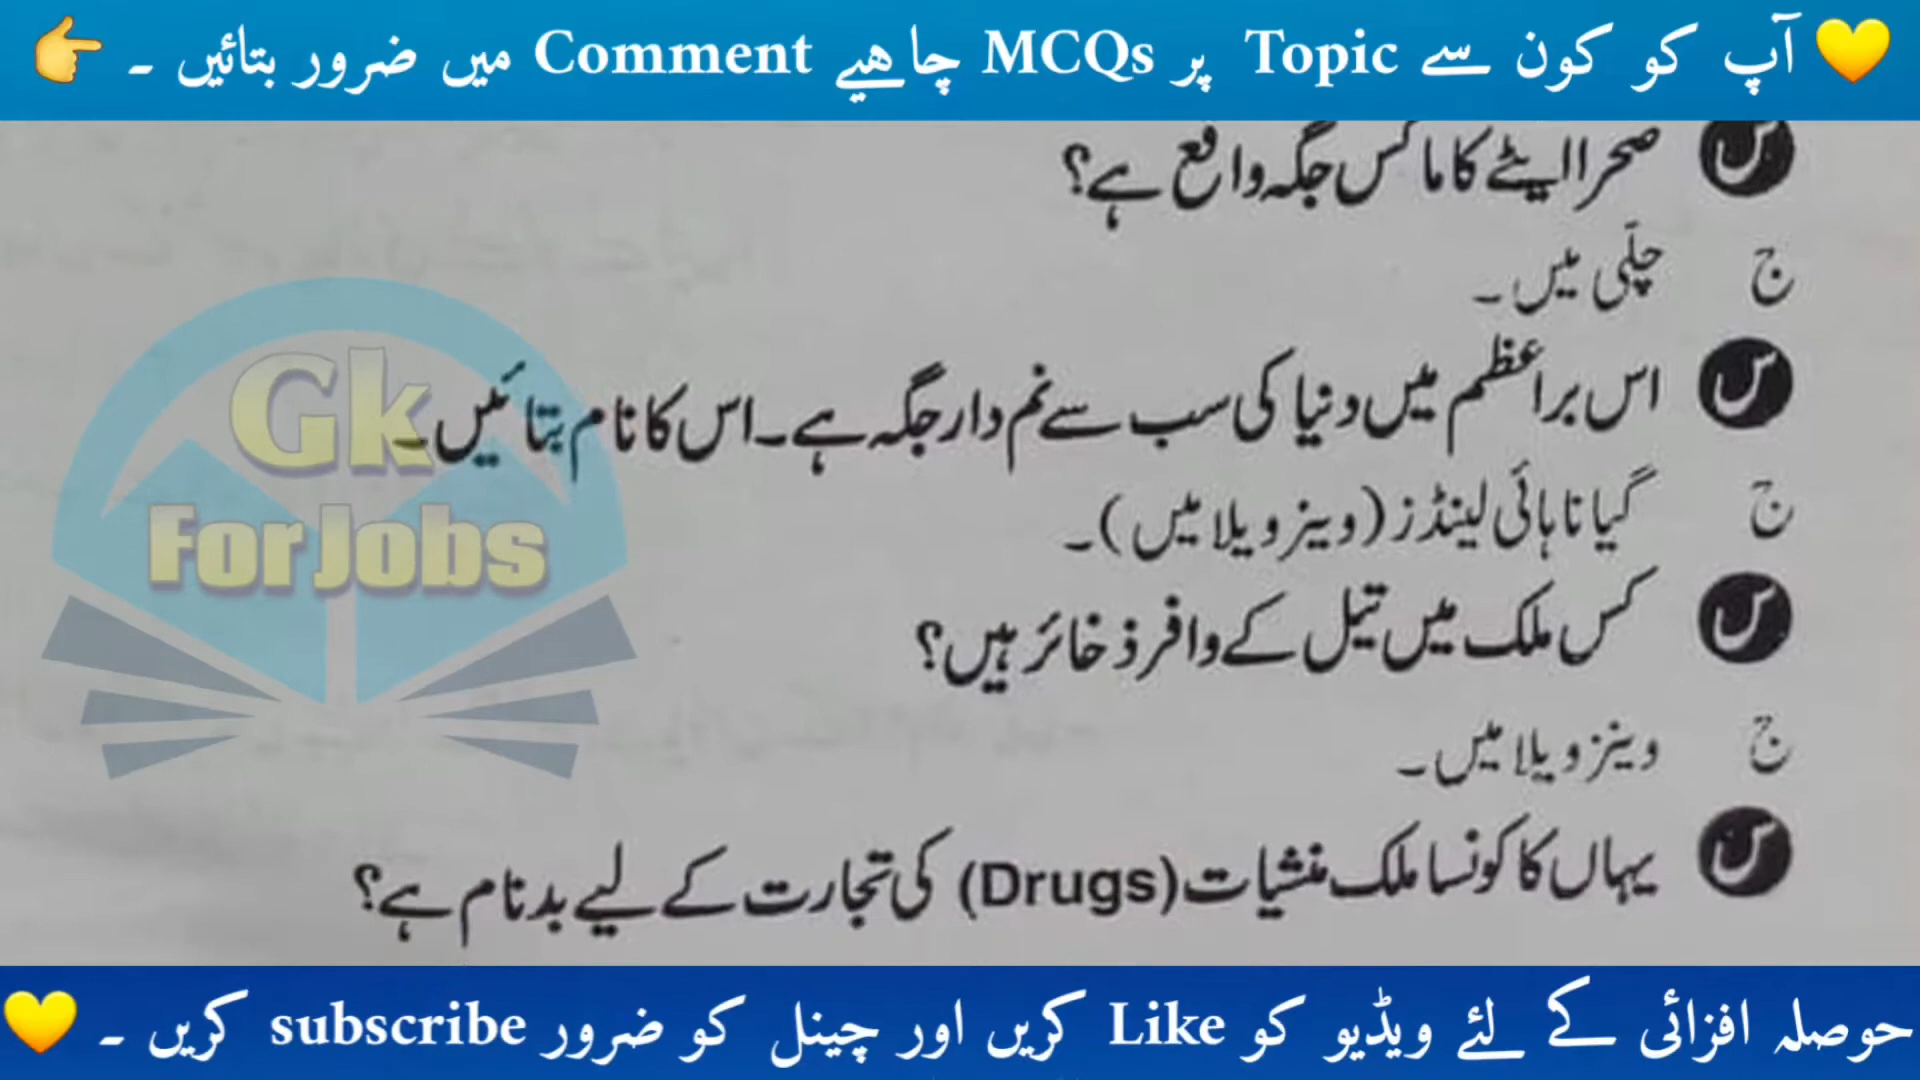 آپ کو کون سے Topic پر MCQs چاہیے Comment میں ضرور بتائیں ۔
س صحرا ایٹے کاما کس جگہ واقع ہے؟
ج چلّی میں۔
س اس براعظم میں دنیا کی سب سے نم دار جگہ ہے۔ اس کا نام بتائیں۔
ج گیانا ہائی لینڈز (وینزویلا میں)۔
س کس ملک میں تیل کے وافر ذخائر ہیں؟
ج وینزویلا میں۔
س یہاں کا کونسا ملک منشیات (Drugs) کی تجارت کے لیے بدنام ہے؟
Gk
ForJobs
حوصلہ افزائی کے لئے ویڈیو کو Like کریں اور چینل کو ضرور subscribe کریں ۔